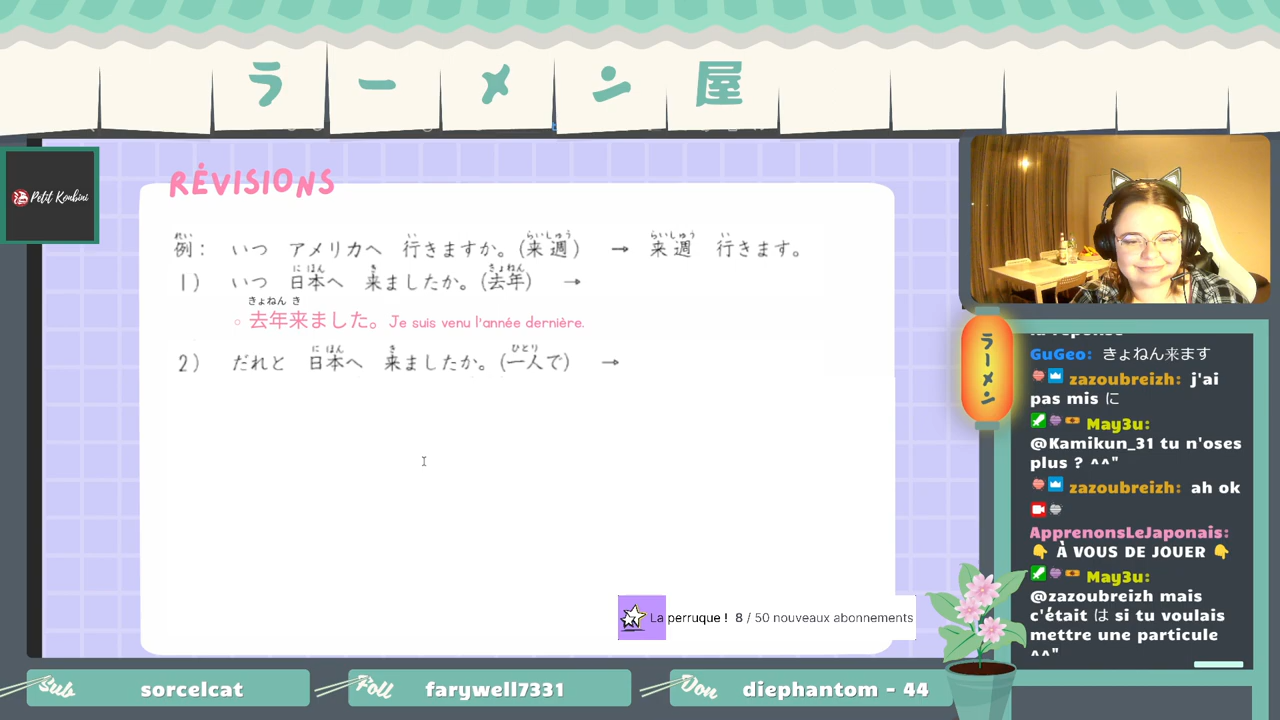 ラーメン屋
Petit Konbini
RÉVISIONS
れい い らいしゅう らいしゅう い
例： いつ アメリカへ 行きますか。(来週) → 来週 行きます。
に ほん き きょねん
1) いつ 日本へ 来ましたか。(去年) →
きょねん き
去年来ました。Je suis venu l'année dernière.
に ほん き ひとり
2) だれと 日本へ 来ましたか。(一人で) →
La perruque ! 8 / 50 nouveaux abonnements
ラーメン
GuGeo: きょねん来ます
zazoubreizh: j'ai
pas mis に
May3u:
@Kamikun_31 tu n'oses
plus ? ^^"
zazoubreizh: ah ok
ApprenonsLeJaponais:
👇 À VOUS DE JOUER 👇
May3u:
@zazoubreizh mais
c'était は si tu voulais
mettre une particule
^^"
Sub sorcelcat
Foll farywell7331
Don diephantom - 44